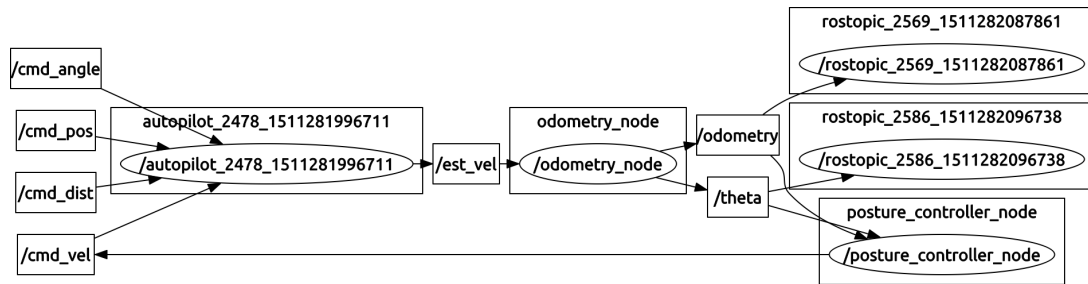 /cmd_angle
/cmd_pos
/cmd_dist
/cmd_vel
autopilot_2478_1511281996711
/autopilot_2478_1511281996711
/est_vel
odometry_node
/odometry_node
/odometry
/theta
rostopic_2569_1511282087861
/rostopic_2569_1511282087861
rostopic_2586_1511282096738
/rostopic_2586_1511282096738
posture_controller_node
/posture_controller_node